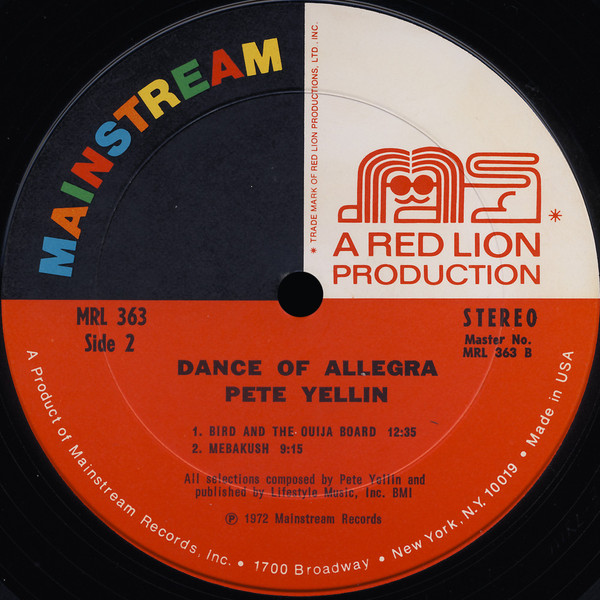 MAINSTREAM
* TRADE MARK OF RED LION PRODUCTIONS, LTD., INC.
ms*
A RED LION
PRODUCTION
MRL 363
Side 2
STEREO
Master No.
MRL 363 B
DANCE OF ALLEGRA
PETE YELLIN
1. BIRD AND THE OUIJA BOARD 12:35
2. MEBAKUSH 9:15
All selections composed by Pete Yellin and
published by Lifestyle Music, Inc. BMI
℗ 1972 Mainstream Records
A Product of Mainstream Records, Inc. • 1700 Broadway • New York, N.Y. 10019 • Made in USA